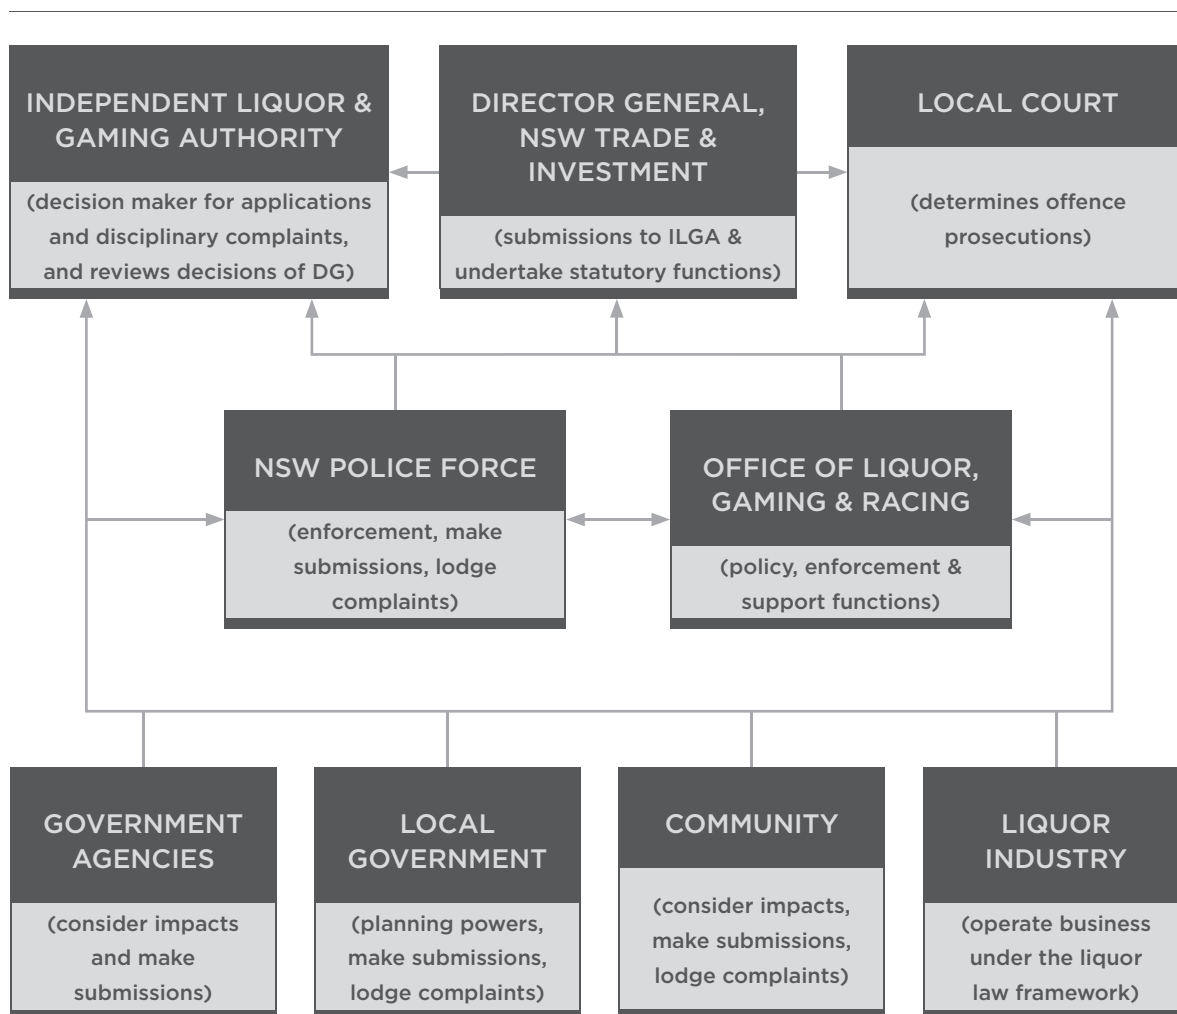 INDEPENDENT LIQUOR &
GAMING AUTHORITY
(decision maker for applications
and disciplinary complaints,
and reviews decisions of DG)
DIRECTOR GENERAL,
NSW TRADE &
INVESTMENT
(submissions to ILGA &
undertake statutory functions)
LOCAL COURT
(determines offence
prosecutions)
NSW POLICE FORCE
(enforcement, make
submissions, lodge
complaints)
OFFICE OF LIQUOR,
GAMING & RACING
(policy, enforcement &
support functions)
GOVERNMENT
AGENCIES
(consider impacts
and make
submissions)
LOCAL
GOVERNMENT
(planning powers,
make submissions,
lodge complaints)
COMMUNITY
(consider impacts,
make submissions,
lodge complaints)
LIQUOR
INDUSTRY
(operate business
under the liquor
law framework)